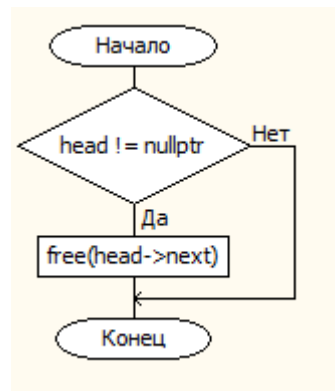 Начало
head != nullptr
Нет
Да
free(head->next)
Конец